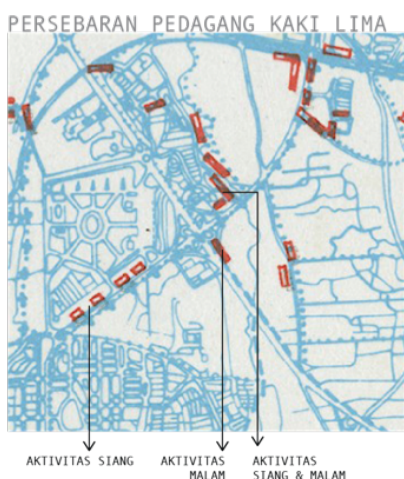 PERSEBARAN PEDAGANG KAKI LIMA
AKTIVITAS SIANG
AKTIVITAS
MALAM
AKTIVITAS
SIANG & MALAM